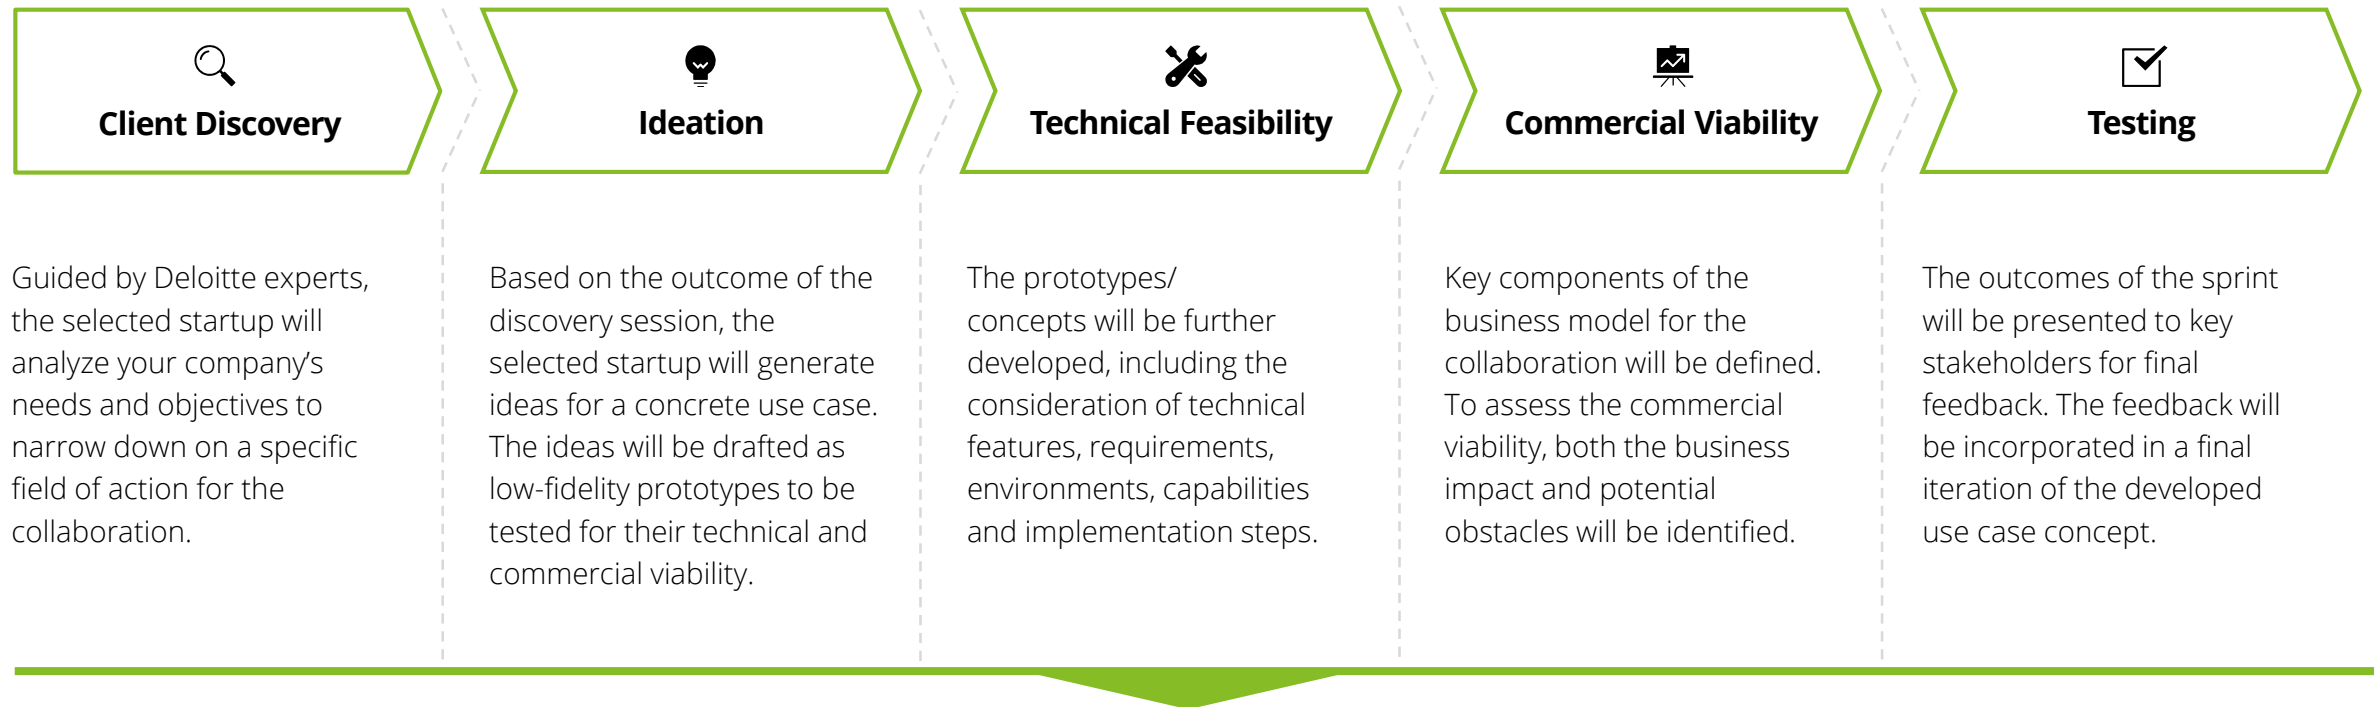 Client Discovery
Guided by Deloitte experts,
the selected startup will
analyze your company’s
needs and objectives to
narrow down on a specific
field of action for the
collaboration.
Ideation
Based on the outcome of the
discovery session, the
selected startup will generate
ideas for a concrete use case.
The ideas will be drafted as
low-fidelity prototypes to be
tested for their technical and
commercial viability.
Technical Feasibility
The prototypes/
concepts will be further
developed, including the
consideration of technical
features, requirements,
environments, capabilities
and implementation steps.
Commercial Viability
Key components of the
business model for the
collaboration will be defined.
To assess the commercial
viability, both the business
impact and potential
obstacles will be identified.
Testing
The outcomes of the sprint
will be presented to key
stakeholders for final
feedback. The feedback will
be incorporated in a final
iteration of the developed
use case concept.